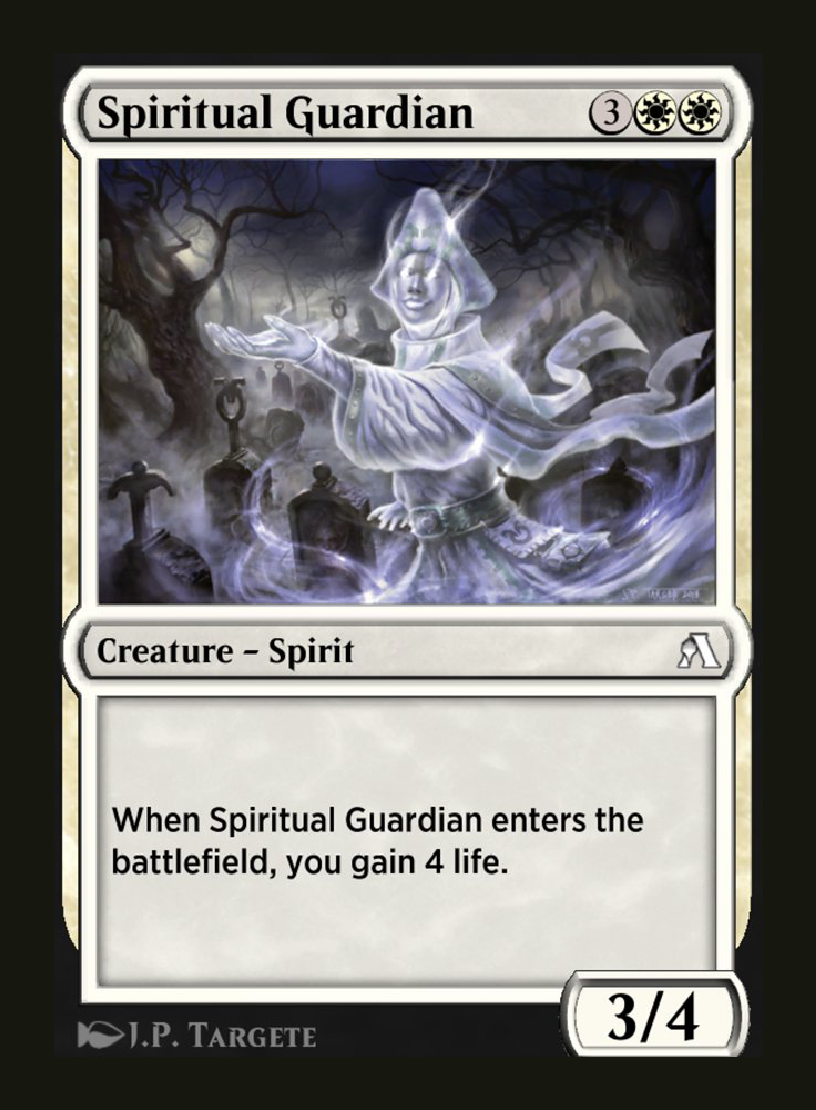 Spiritual Guardian 3
Creature – Spirit
When Spiritual Guardian enters the
battlefield, you gain 4 life.
3/4
J.P. TARGETE